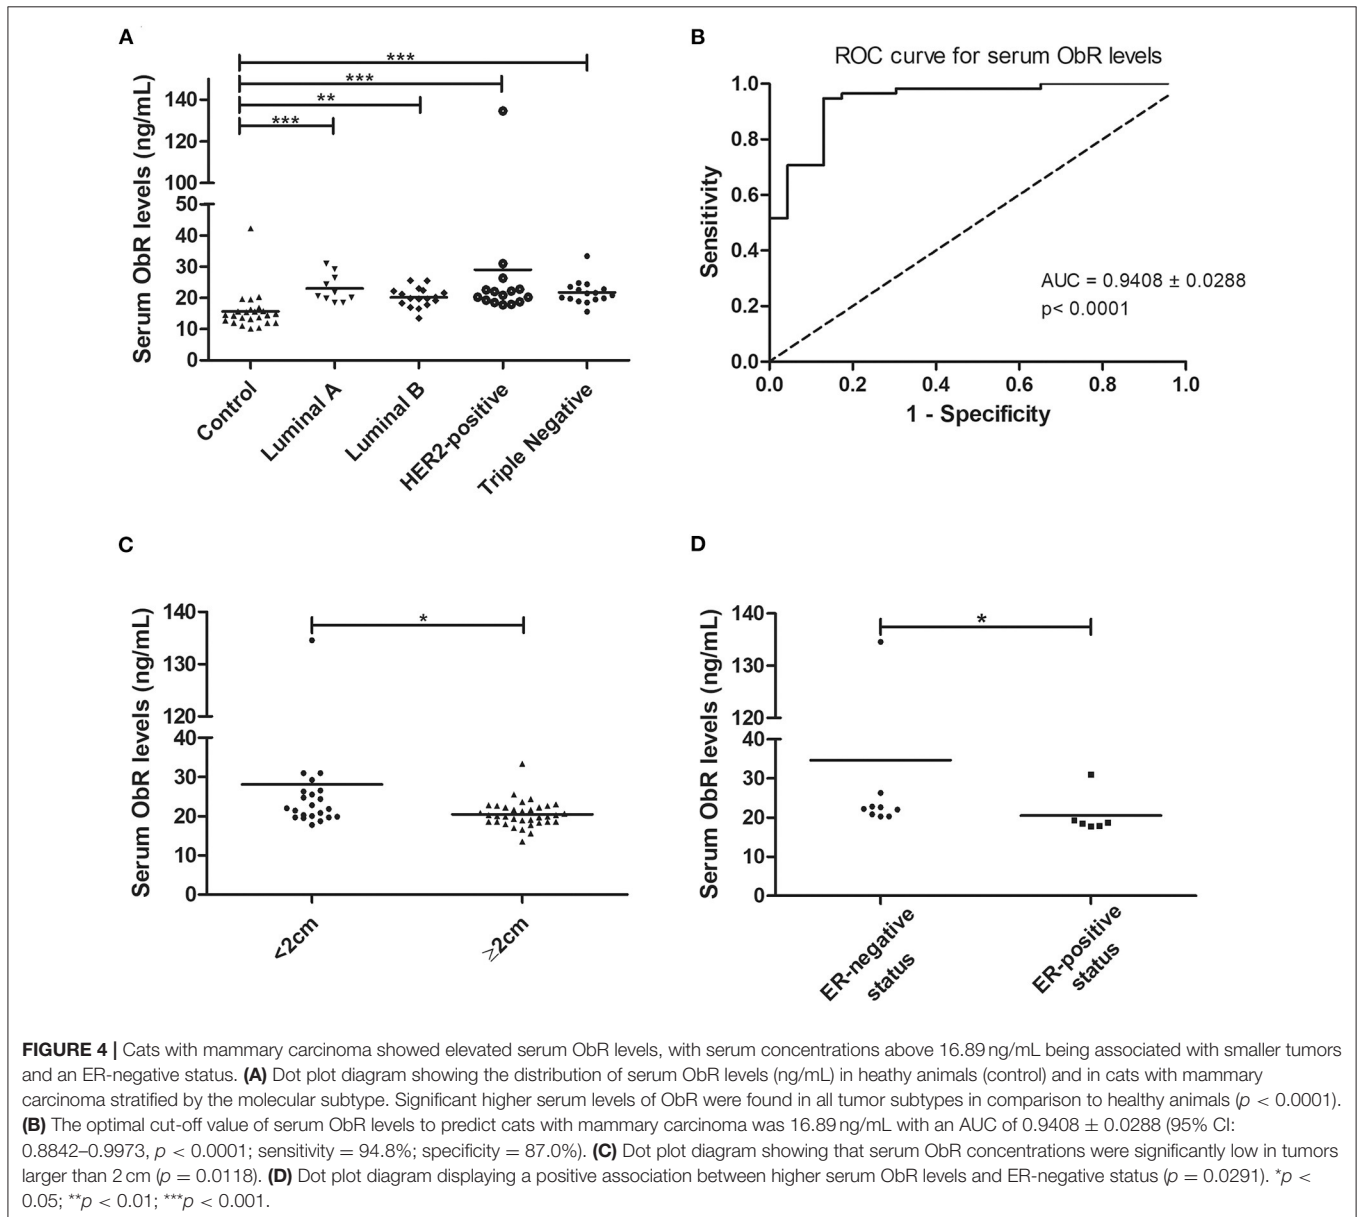 A
***
***
**
***
Serum ObR levels (ng/mL)
140
120
100
50
40
30
20
10
0
Control
Luminal A
Luminal B
HER2-positive
Triple Negative
B
ROC curve for serum ObR levels
Sensitivity
1.0
0.8
0.6
0.4
0.2
0.0
AUC = 0.9408 ± 0.0288
p< 0.0001
0.0 0.2 0.4 0.6 0.8 1.0
1 - Specificity
C
*
Serum ObR levels (ng/mL)
140
130
120
40
30
20
10
0
<2cm
≥2cm
D
*
Serum ObR levels (ng/mL)
140
130
120
40
30
20
10
0
ER-negative
status
ER-positive
status
FIGURE 4 | Cats with mammary carcinoma showed elevated serum ObR levels, with serum concentrations above 16.89 ng/mL being associated with smaller tumors
and an ER-negative status. (A) Dot plot diagram showing the distribution of serum ObR levels (ng/mL) in heathy animals (control) and in cats with mammary
carcinoma stratified by the molecular subtype. Significant higher serum levels of ObR were found in all tumor subtypes in comparison to healthy animals (p < 0.0001).
(B) The optimal cut-off value of serum ObR levels to predict cats with mammary carcinoma was 16.89 ng/mL with an AUC of 0.9408 ± 0.0288 (95% CI:
0.8842–0.9973, p < 0.0001; sensitivity = 94.8%; specificity = 87.0%). (C) Dot plot diagram showing that serum ObR concentrations were significantly low in tumors
larger than 2 cm (p = 0.0118). (D) Dot plot diagram displaying a positive association between higher serum ObR levels and ER-negative status (p = 0.0291). *p <
0.05; **p < 0.01; ***p < 0.001.